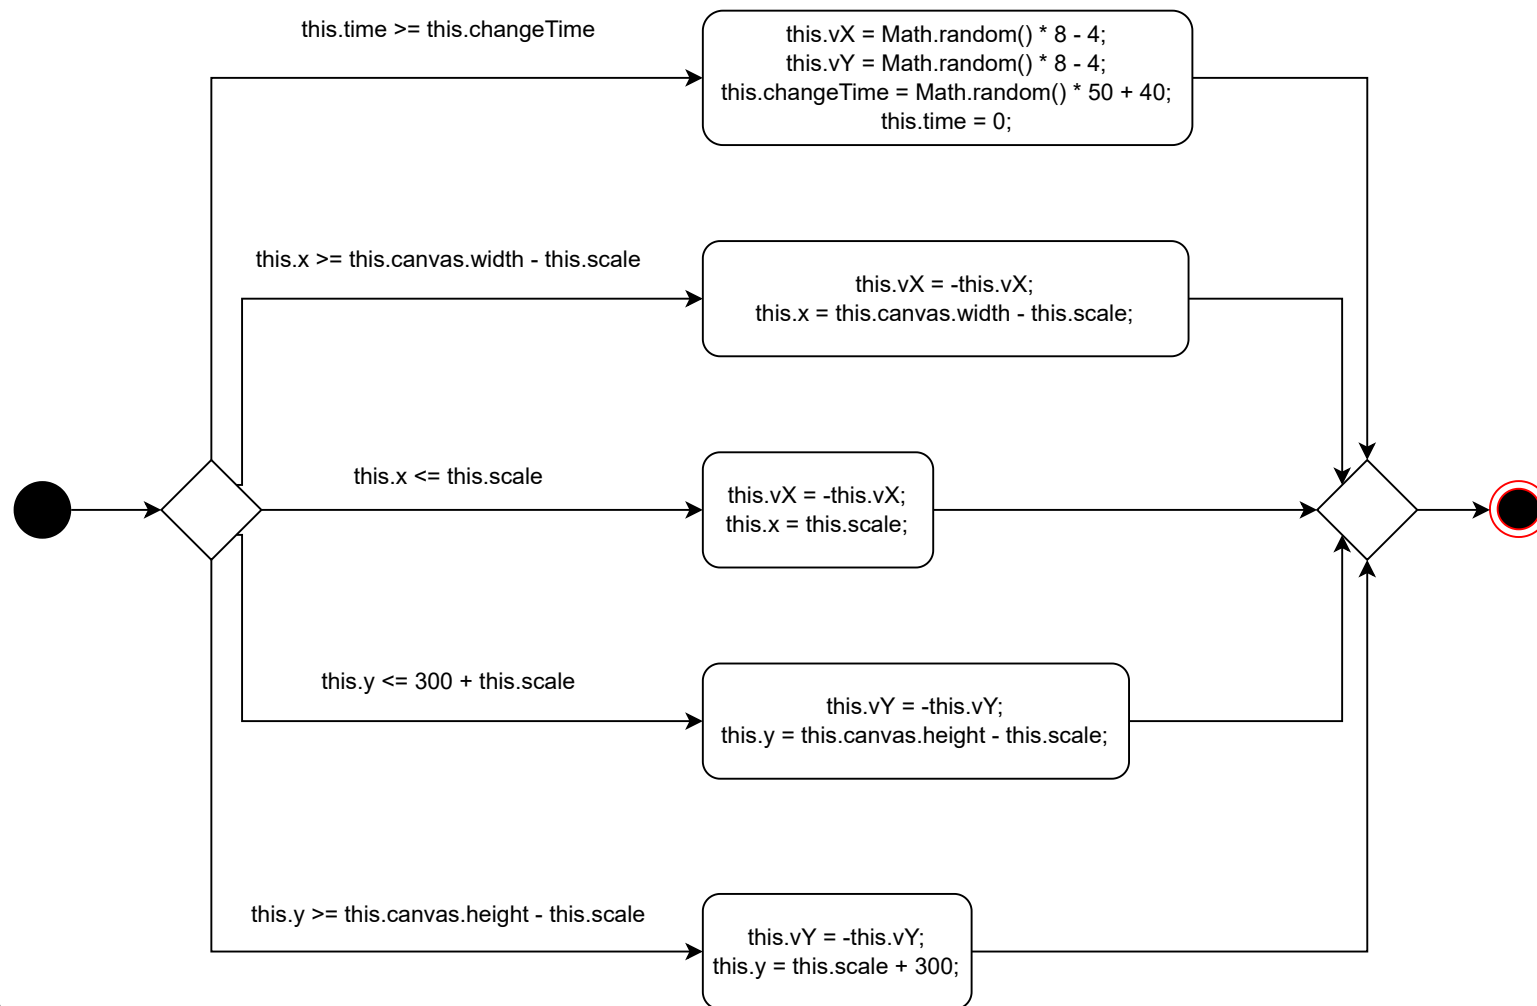 this.time >= this.changeTime
this.vX = Math.random() * 8 - 4;
this.vY = Math.random() * 8 - 4;
this.changeTime = Math.random() * 50 + 40;
this.time = 0;
this.x >= this.canvas.width - this.scale
this.vX = -this.vX;
this.x = this.canvas.width - this.scale;
this.x <= this.scale
this.vX = -this.vX;
this.x = this.scale;
this.y <= 300 + this.scale
this.vY = -this.vY;
this.y = this.canvas.height - this.scale;
this.y >= this.canvas.height - this.scale
this.vY = -this.vY;
this.y = this.scale + 300;